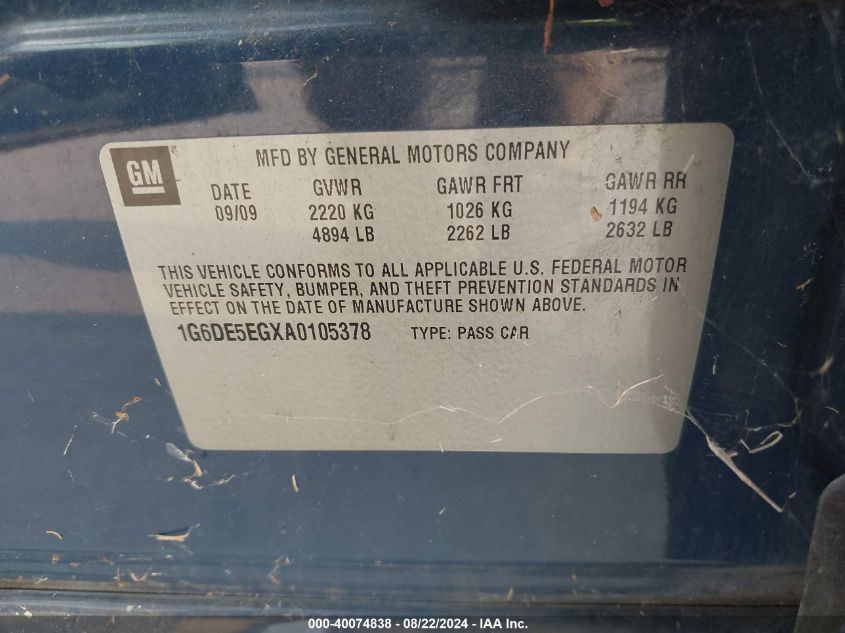 GM
MFD BY GENERAL MOTORS COMPANY
DATE GVWR GAWR FRT GAWR RR
09/09 2220 KG 1026 KG 1194 KG
4894 LB 2262 LB 2632 LB
THIS VEHICLE CONFORMS TO ALL APPLICABLE U.S. FEDERAL MOTOR
VEHICLE SAFETY, BUMPER, AND THEFT PREVENTION STANDARDS IN
EFFECT ON THE DATE OF MANUFACTURE SHOWN ABOVE.
1G6DE5EGXA0105378 TYPE: PASS CAR
000-40074838 - 08/22/2024 - IAA Inc.